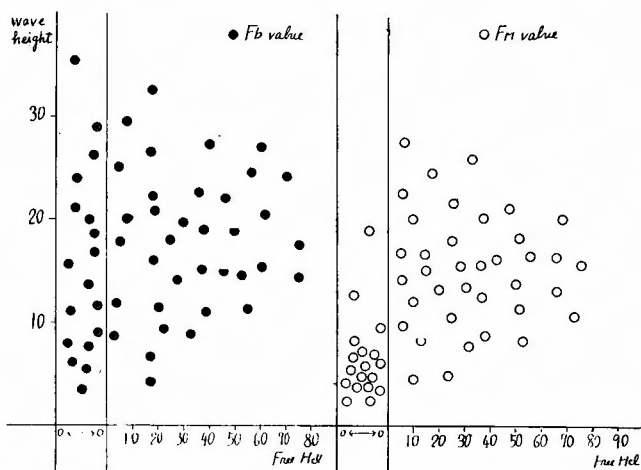 wave
height
Fb value
FM value
30
20
10
0 ↔ 0 10 20 30 40 50 60 70 80
Free Hcl
0 ↔ 0 10 20 30 40 50 60 70 80 90
Free Hcl